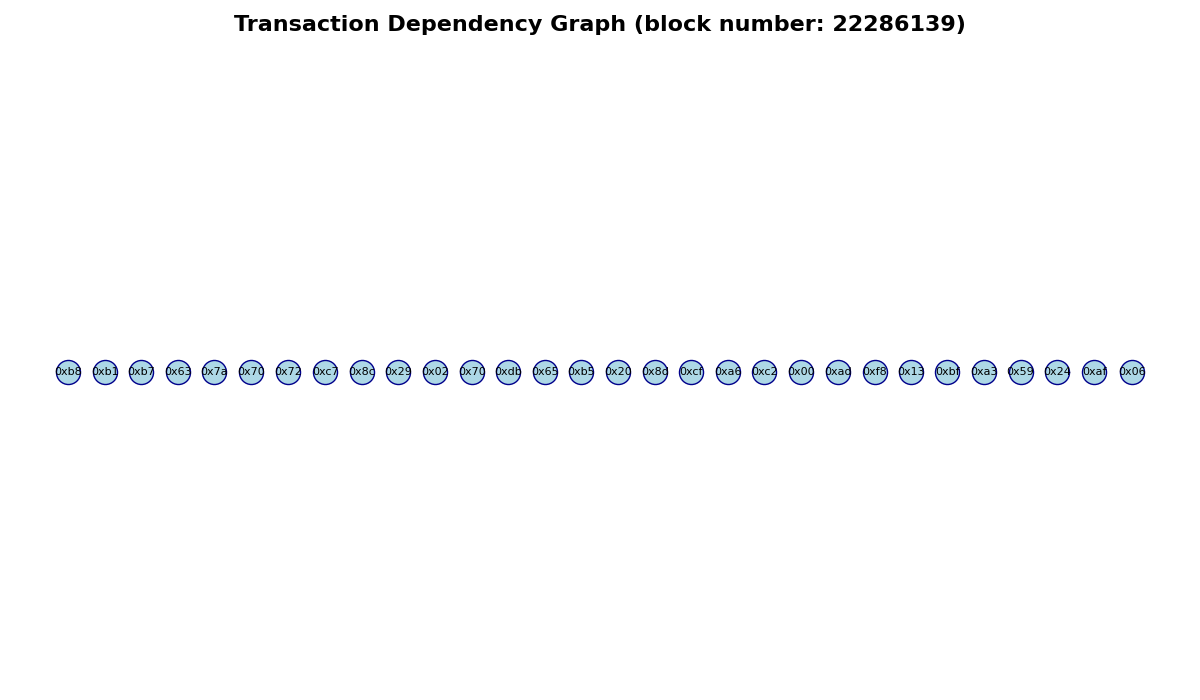 Transaction Dependency Graph (block number: 22286139)
0xb8 0xb1 0xb7 0x63 0x7a 0x70 0x72 0xc7 0x8c 0x29 0x02 0x70 0xdb 0x65 0xb5 0x20 0x8d 0xcf 0xa6 0xc2 0x00 0xad 0xf8 0x13 0xbf 0xa3 0x59 0x24 0xaf 0x06